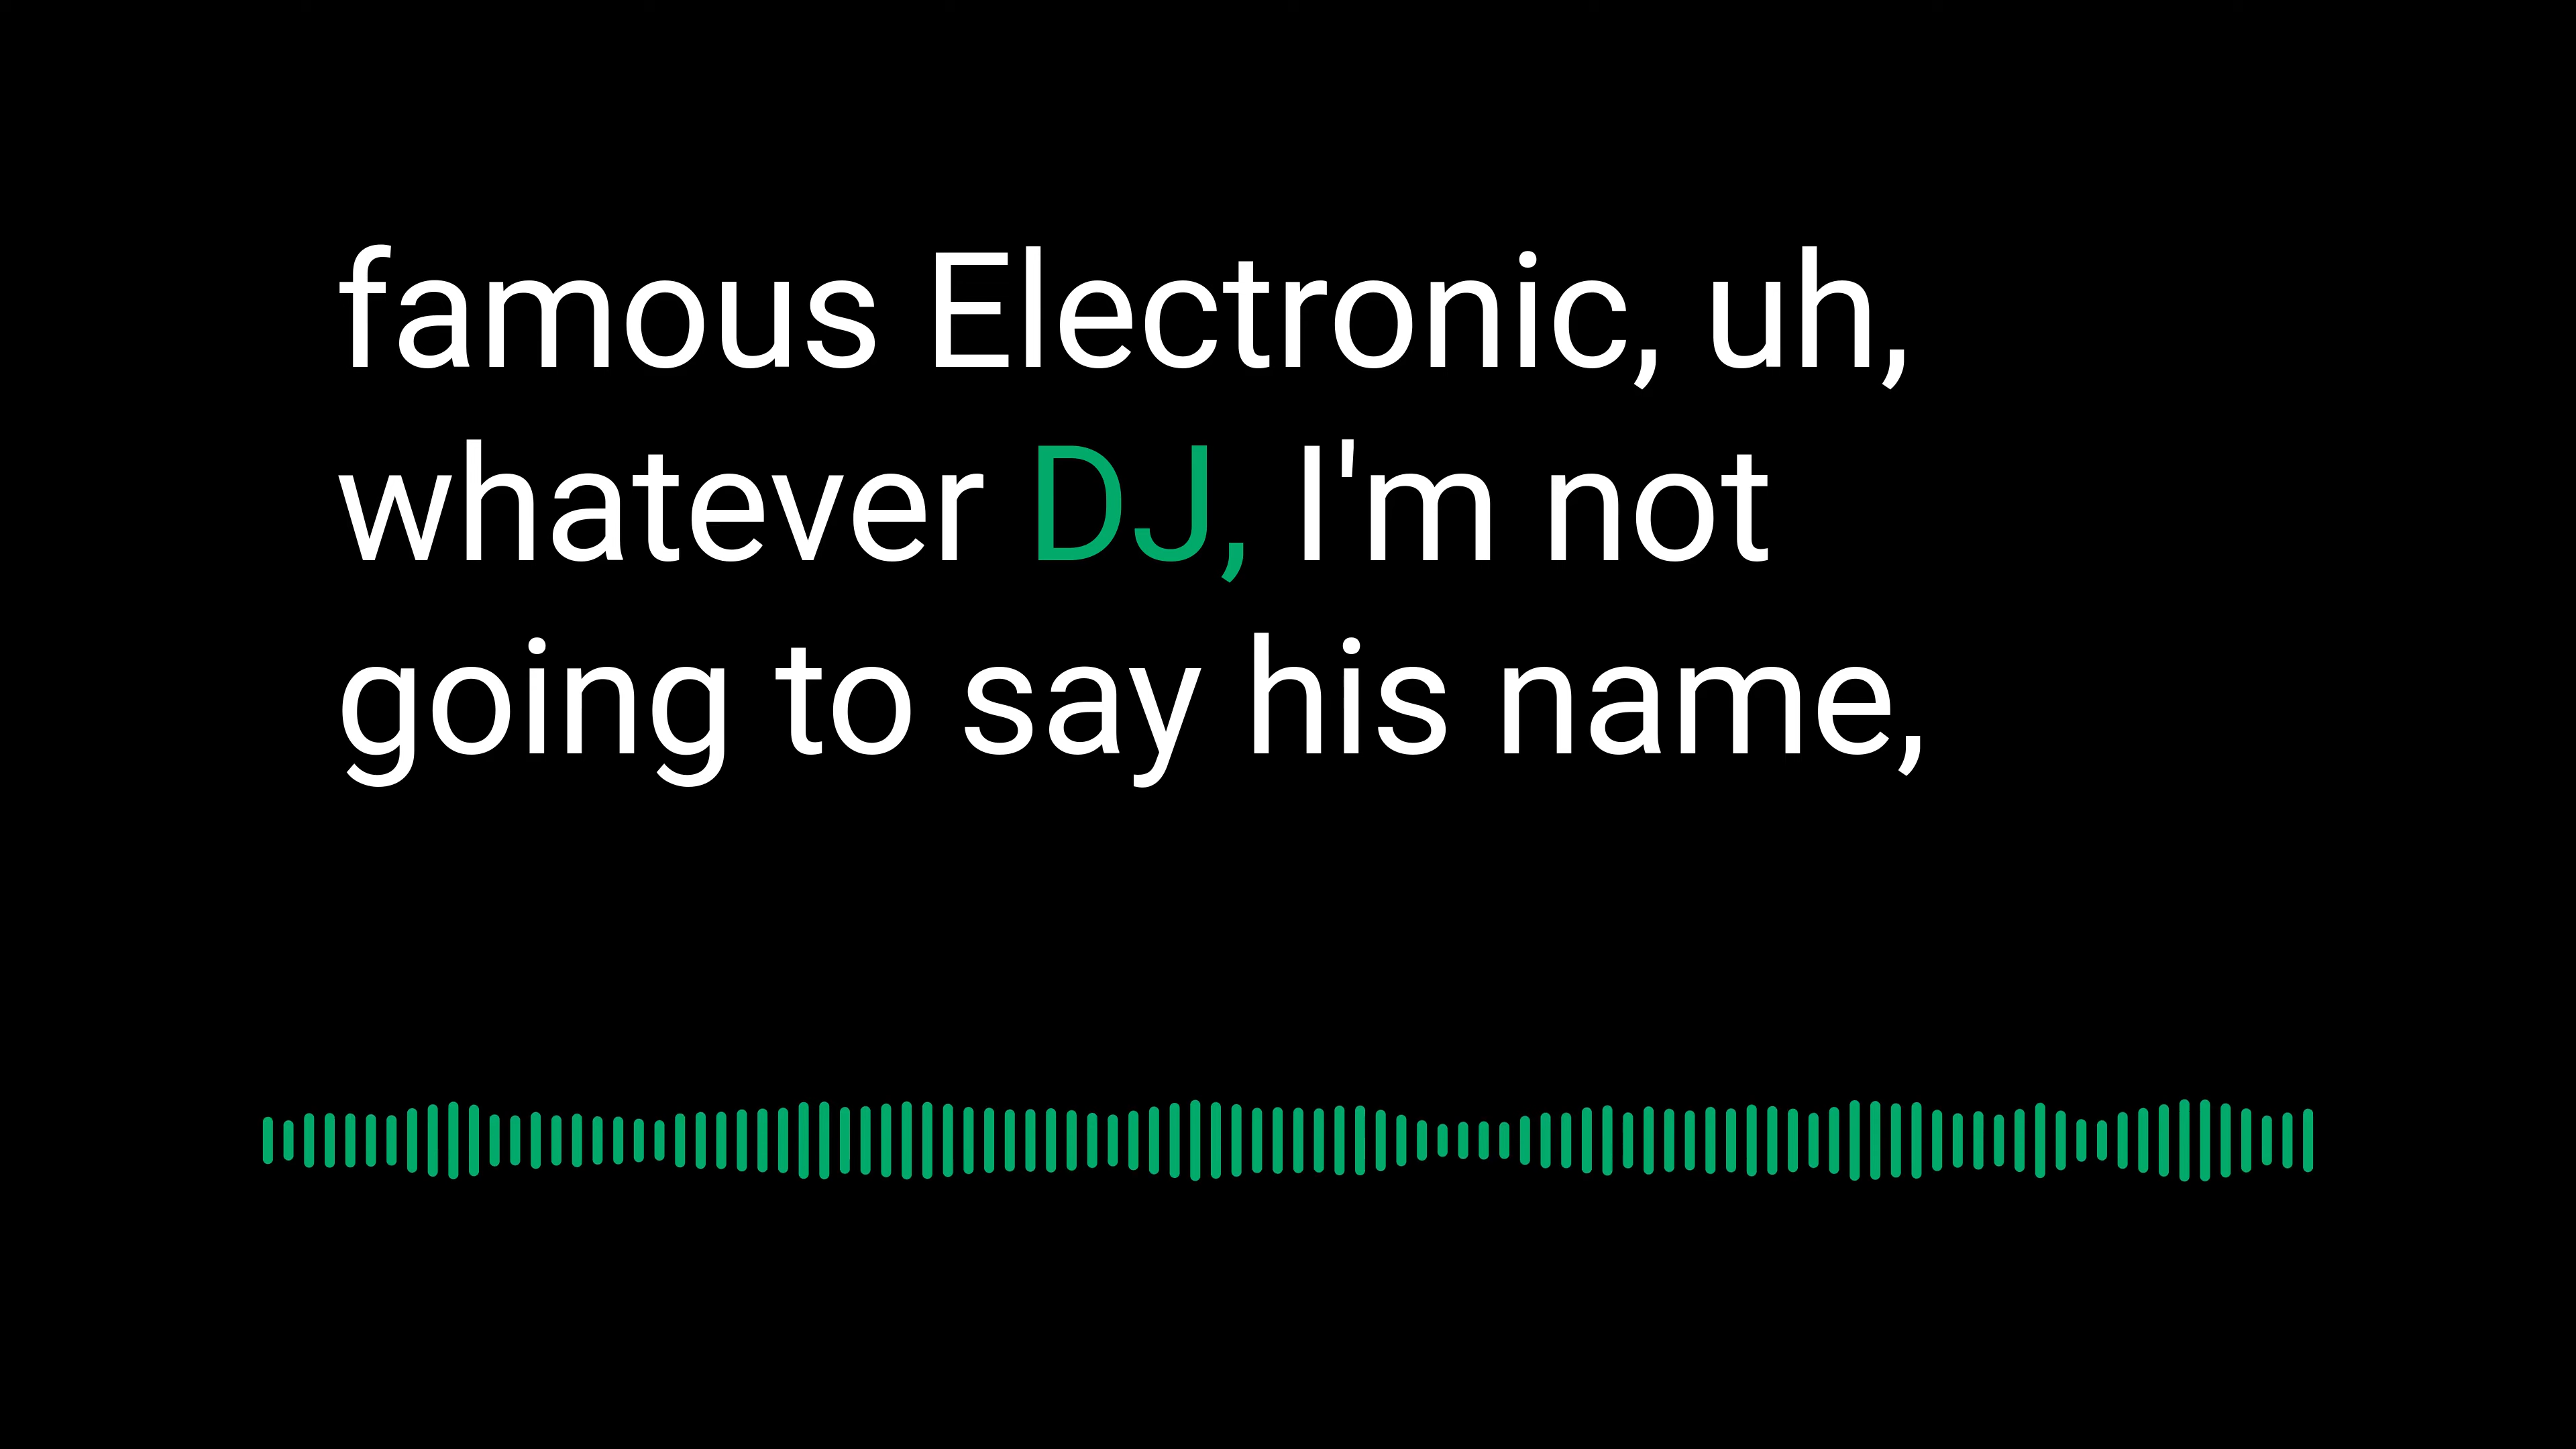 famous Electronic, uh,
whatever DJ, I'm not
going to say his name,